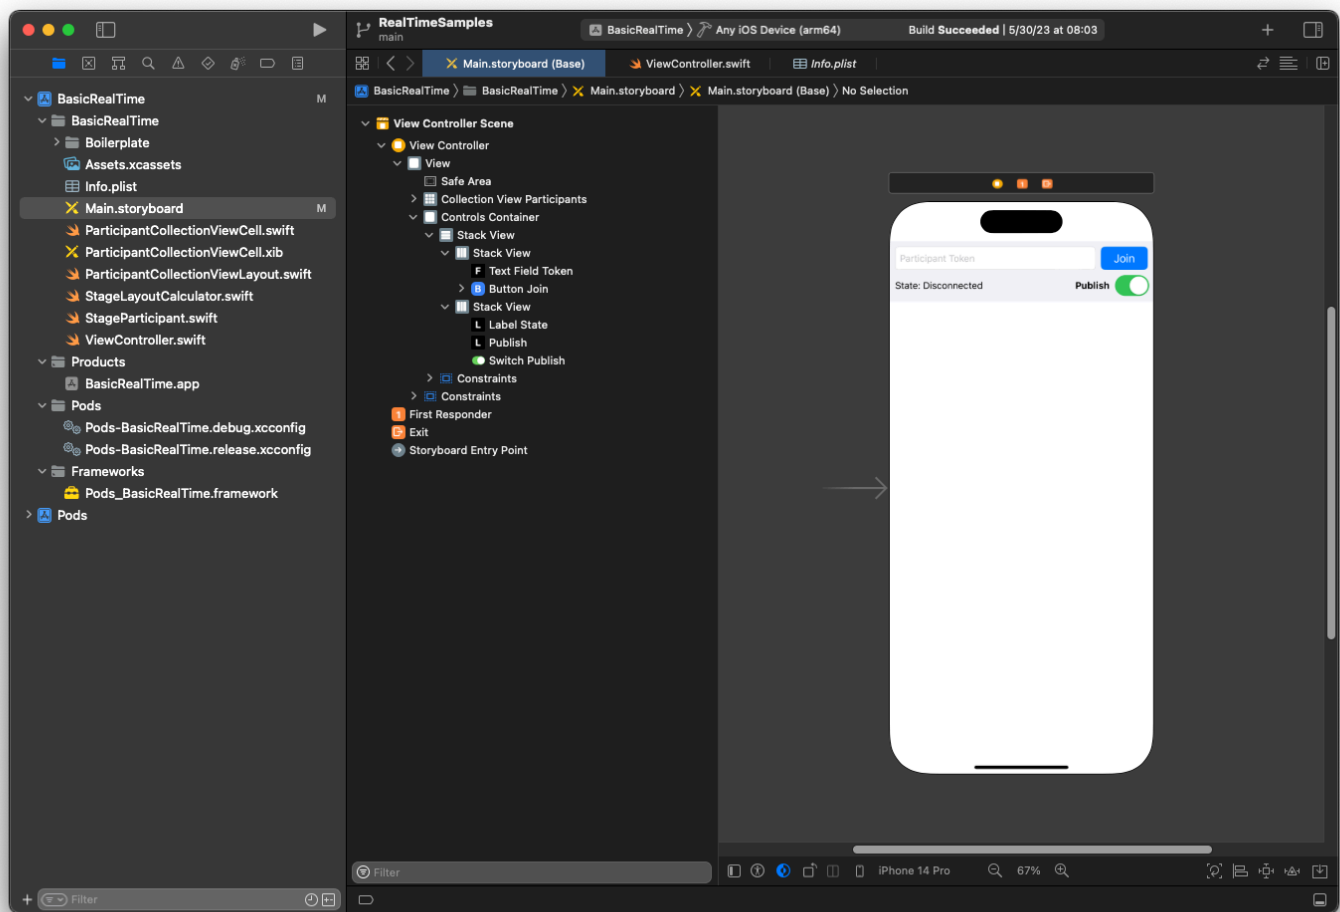 RealTimeSamples
main
BasicRealTime
Any iOS Device (arm64)
Build Succeeded | 5/30/23 at 08:03
Main.storyboard (Base)
ViewController.swift
Info.plist
BasicRealTime
BasicRealTime
Main.storyboard
Main.storyboard (Base)
No Selection
BasicRealTime M
BasicRealTime
Boilerplate
Assets.xcassets
Info.plist
Main.storyboard M
ParticipantCollectionViewCell.swift
ParticipantCollectionViewCell.xib
ParticipantCollectionViewLayout.swift
StageLayoutCalculator.swift
StageParticipant.swift
ViewController.swift
Products
BasicRealTime.app
Pods
Pods-BasicRealTime.debug.xcconfig
Pods-BasicRealTime.release.xcconfig
Frameworks
Pods_BasicRealTime.framework
Pods
Filter
View Controller Scene
View Controller
View
Safe Area
Collection View Participants
Controls Container
Stack View
Stack View
F Text Field Token
B Button Join
Stack View
L Label State
L Publish
Switch Publish
Constraints
Constraints
1 First Responder
Exit
Storyboard Entry Point
Filter
1
Participant Token
Join
State: Disconnected
Publish
iPhone 14 Pro
67%